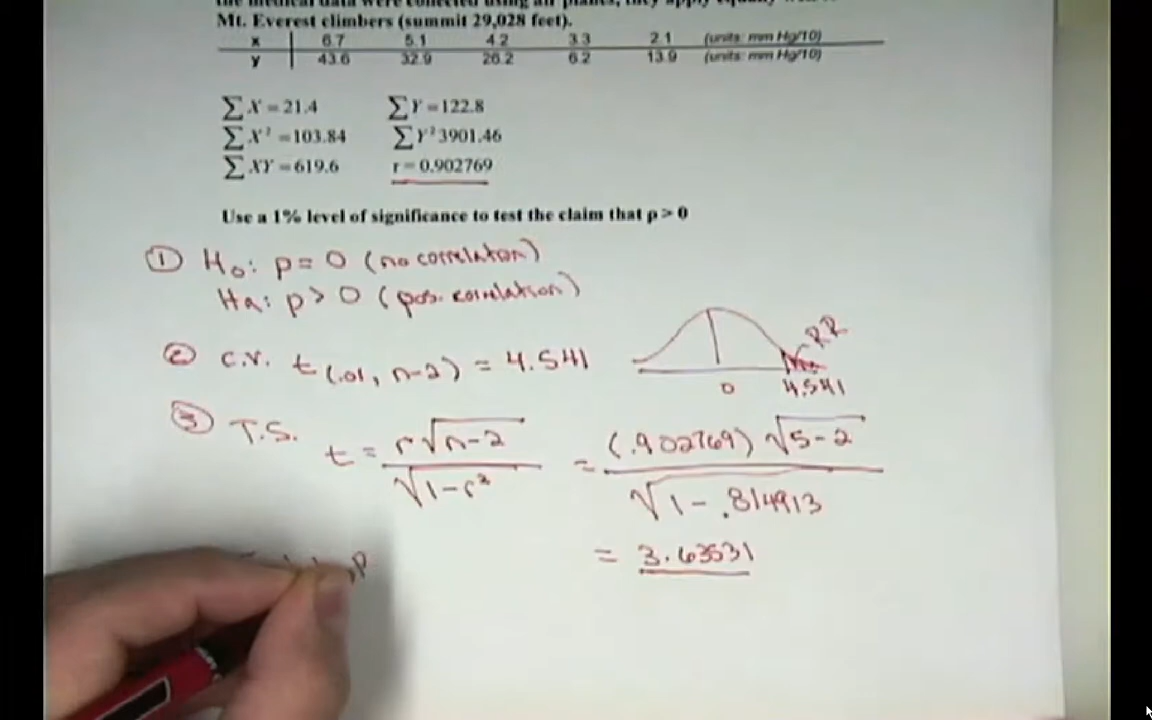 Mt. Everest climbers (summit 29,028 feet).
x 6.7 5.1 4.2 3.3 2.1 (units: mm Hg/10)
y 43.6 32.9 26.2 6.2 13.9 (units: mm Hg/10)
∑X = 21.4 ∑Y = 122.8
∑X² = 103.84 ∑Y² 3901.46
∑XY = 619.6 r = 0.902769
Use a 1% level of significance to test the claim that ρ > 0
① H₀: ρ = 0 (no correlation)
Ha: ρ > 0 (pos. correlation)
② C.V. t(.01, n-2) = 4.541
RR
0 4.541
③ T.S. t = r√n-2 / √1-r² = (.902769) √5-2 / √1 - .814913
= 3.63531